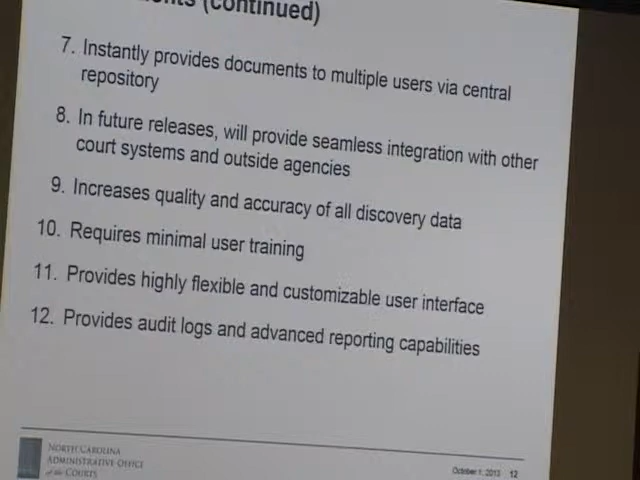 (continued)
7. Instantly provides documents to multiple users via central
repository
8. In future releases, will provide seamless integration with other
court systems and outside agencies
9. Increases quality and accuracy of all discovery data
10. Requires minimal user training
11. Provides highly flexible and customizable user interface
12. Provides audit logs and advanced reporting capabilities
NORTH CAROLINA
ADMINISTRATIVE OFFICE
of the COURTS
October 1, 2013 12